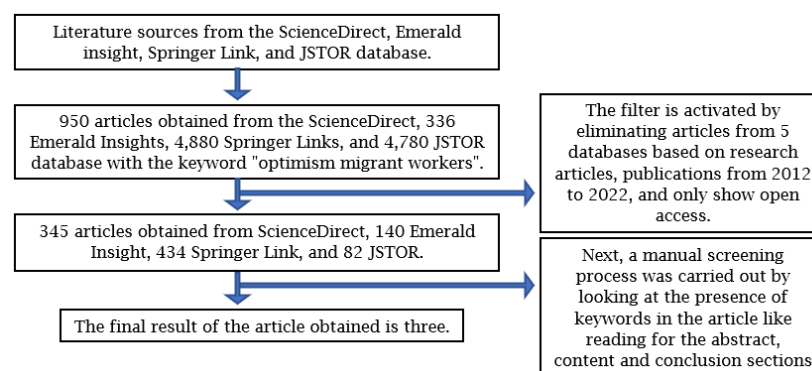 Literature sources from the ScienceDirect, Emerald
insight, Springer Link, and JSTOR database.
950 articles obtained from the ScienceDirect, 336
Emerald Insights, 4,880 Springer Links, and 4,780 JSTOR
database with the keyword "optimism migrant workers".
The filter is activated by
eliminating articles from 5
databases based on research
articles, publications from 2012
to 2022, and only show open
access.
345 articles obtained from ScienceDirect, 140 Emerald
Insight, 434 Springer Link, and 82 JSTOR.
Next, a manual screening
process was carried out by
looking at the presence of
keywords in the article like
reading for the abstract,
content and conclusion sections
The final result of the article obtained is three.